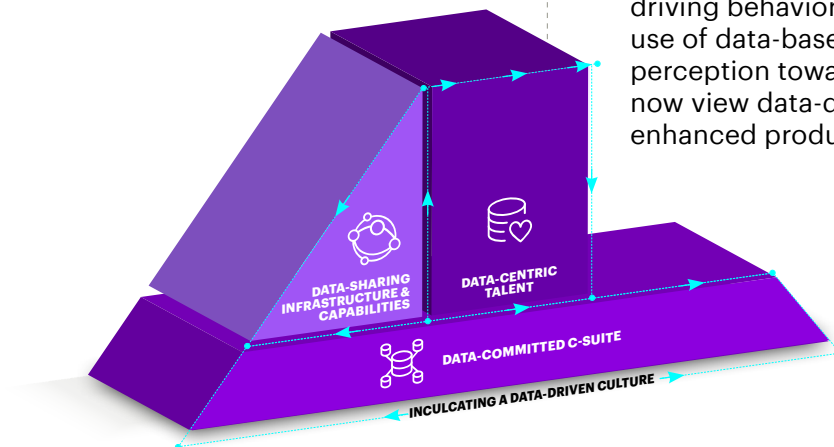 driving behavior
use of data-base
perception towa
now view data-d
enhanced produ
DATA-SHARING
INFRASTRUCTURE &
CAPABILITIES
DATA-CENTRIC
TALENT
DATA-COMMITTED C-SUITE
INCULCATING A DATA-DRIVEN CULTURE